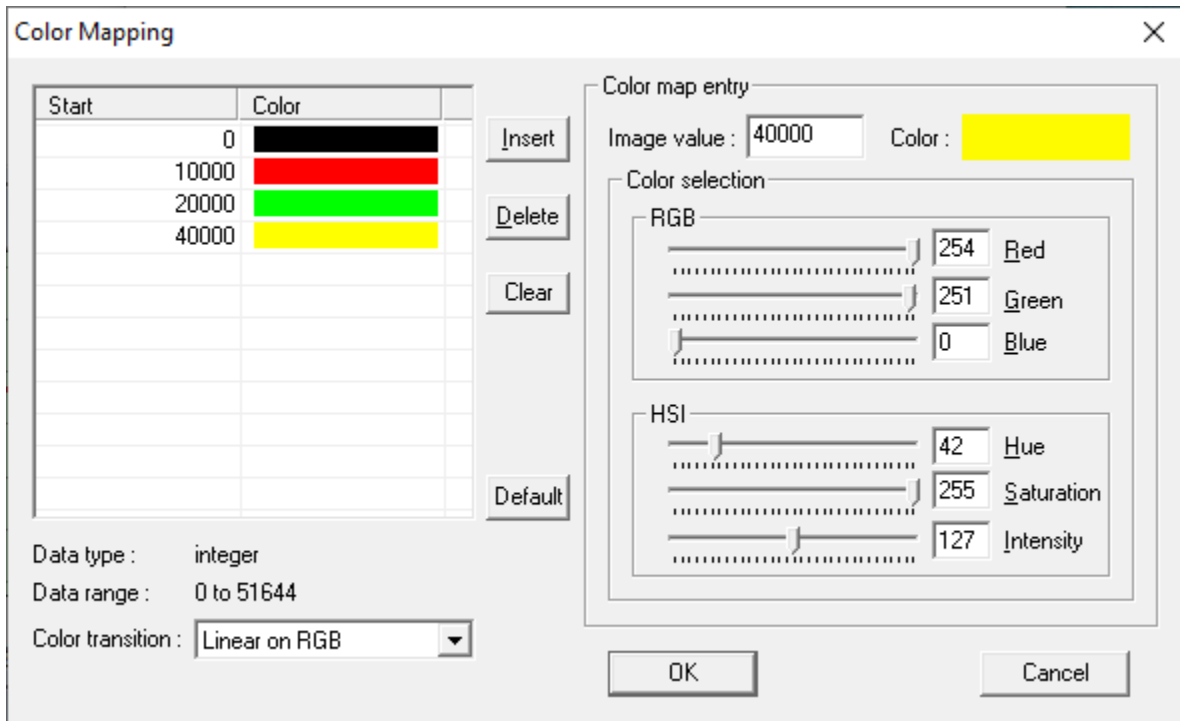 Color Mapping
Start Color
0
10000
20000
40000
Insert
Delete
Clear
Default
Data type : integer
Data range : 0 to 51644
Color transition : Linear on RGB
Color map entry
Image value : 40000 Color :
Color selection
RGB
254 Red
251 Green
0 Blue
HSI
42 Hue
255 Saturation
127 Intensity
OK Cancel